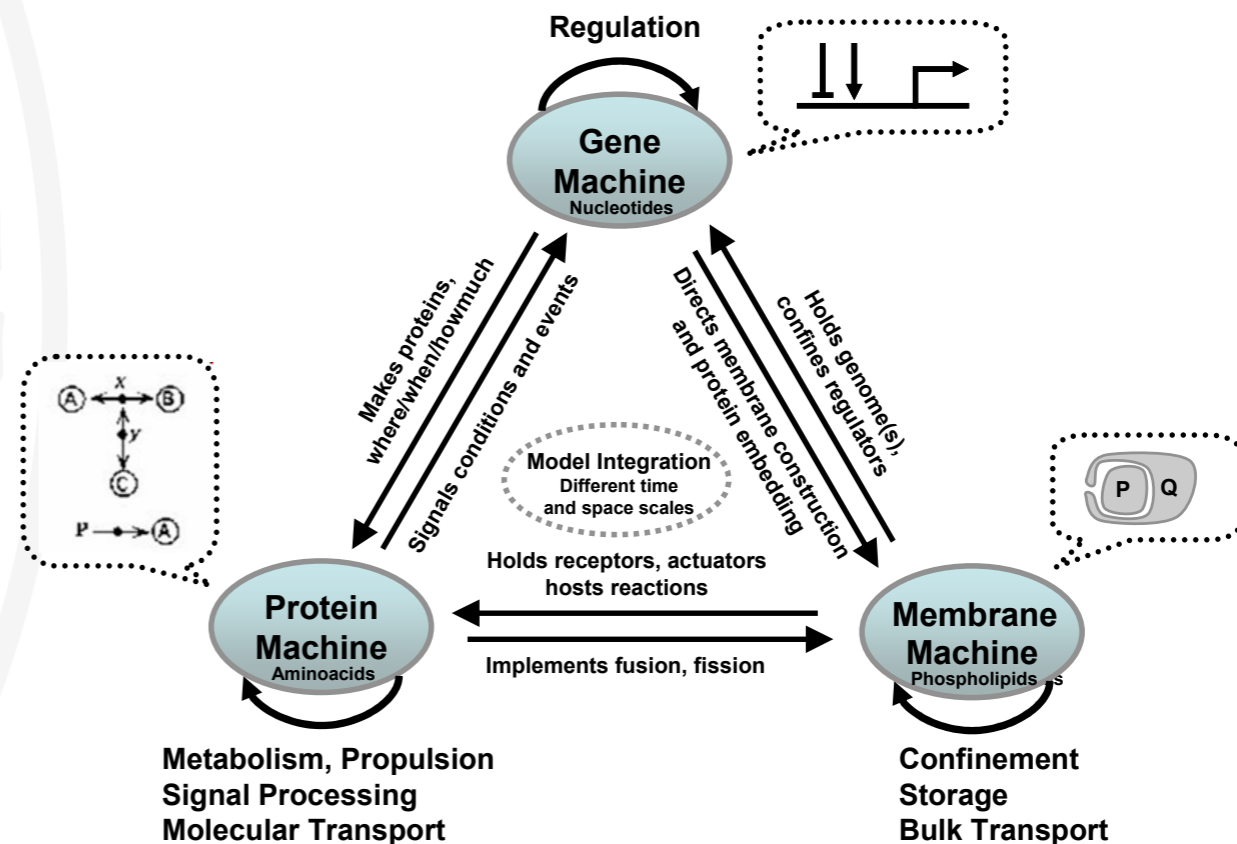 Regulation
Gene
Machine
Nucleotides
Makes proteins,
where/when/howmuch
Signals conditions and events
Directs membrane construction
and protein embedding
Holds genome(s),
confines regulators
A
x
B
y
C
P
A
Model Integration
Different time
and space scales
P
Q
Holds receptors, actuators
hosts reactions
Implements fusion, fission
Protein
Machine
Aminoacids
Membrane
Machine
Phospholipids s
Metabolism, Propulsion
Signal Processing
Molecular Transport
Confinement
Storage
Bulk Transport